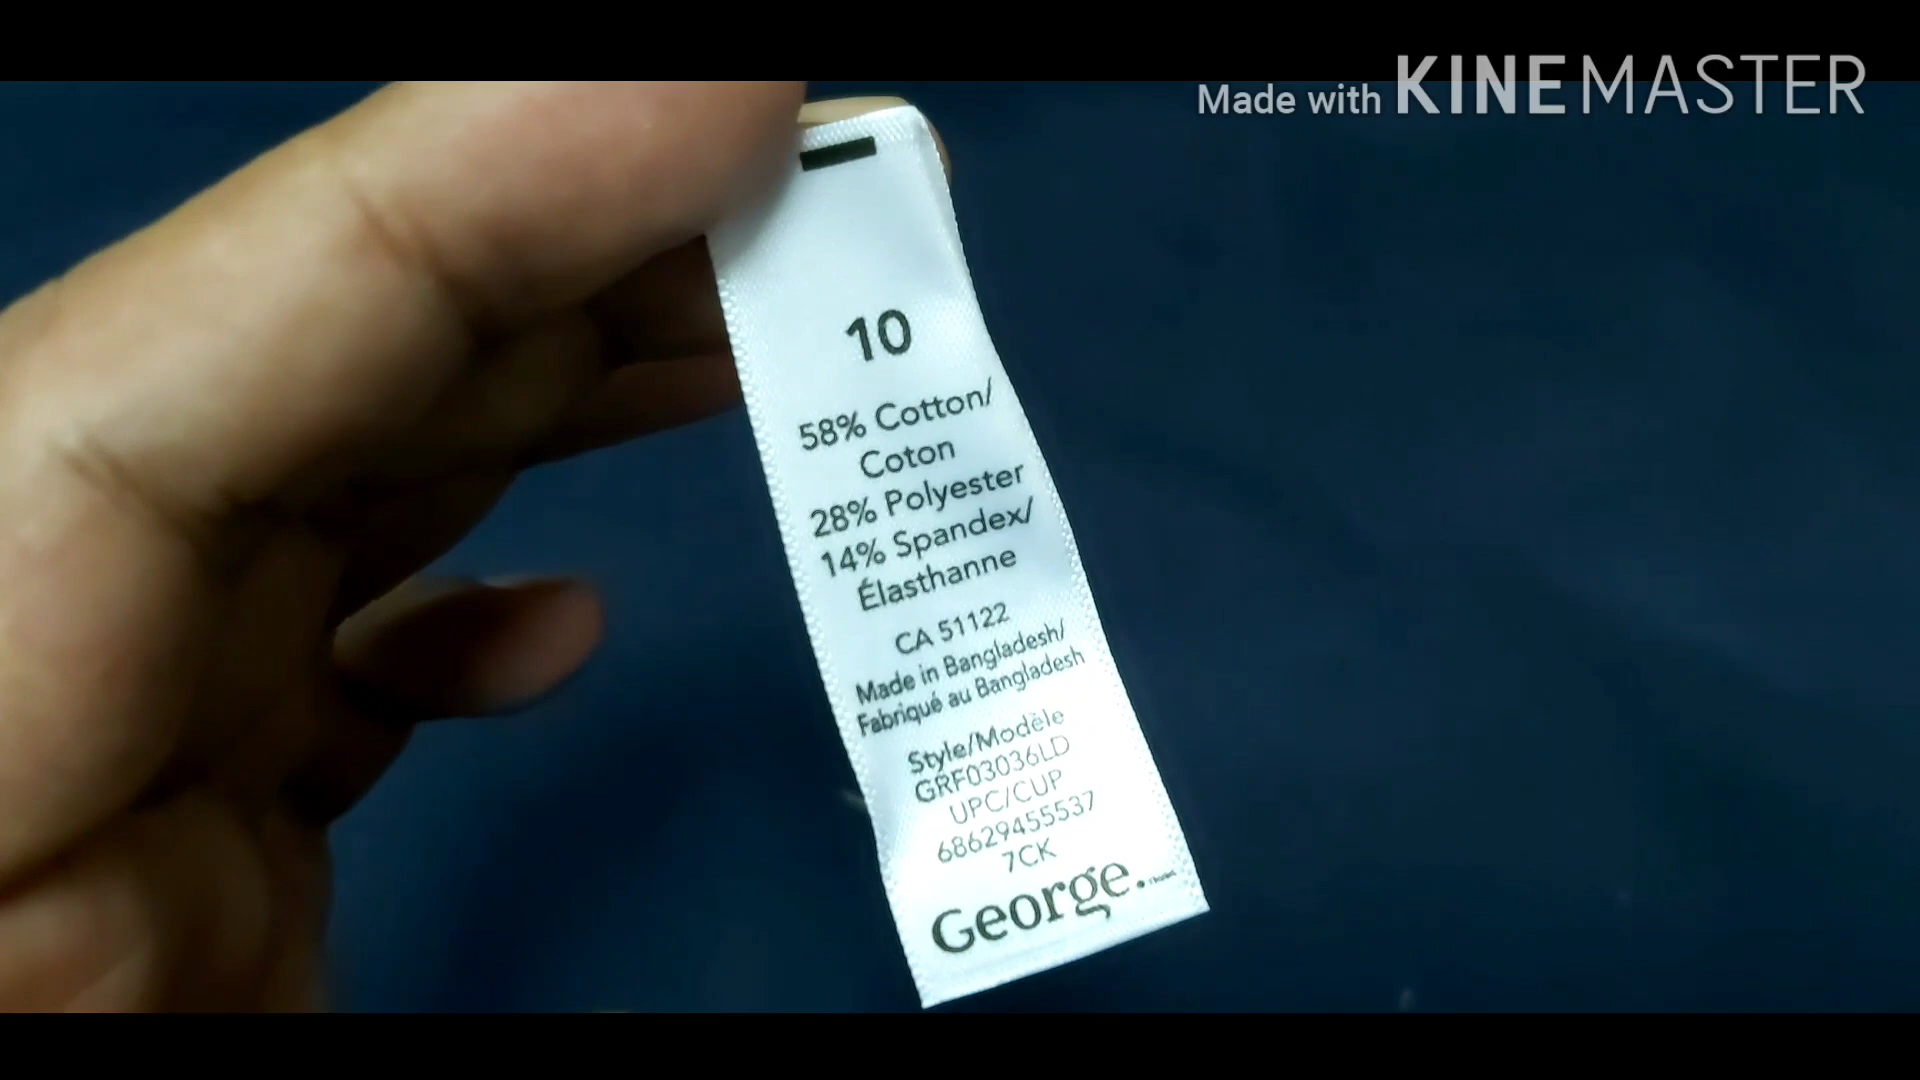 Made with KINEMASTER
10
58% Cotton/
Coton
28% Polyester
14% Spandex/
Élasthanne
CA 51122
Made in Bangladesh/
Fabriqué au Bangladesh
Style/Modèle
GRF03036LD
UPC/CUP
68629455537
7CK
George.